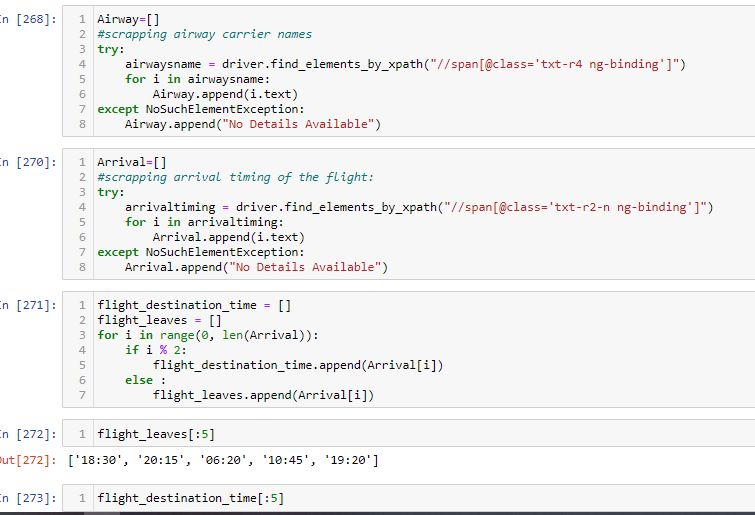 In [268]:
1 Airway=[]
2 #scrapping airway carrier names
3 try:
4     airwaysname = driver.find_elements_by_xpath("//span[@class='txt-r4 ng-binding']")
5     for i in airwaysname:
6         Airway.append(i.text)
7 except NoSuchElementException:
8     Airway.append("No Details Available")
In [270]:
1 Arrival=[]
2 #scrapping arrival timing of the flight:
3 try:
4     arrivaltiming = driver.find_elements_by_xpath("//span[@class='txt-r2-n ng-binding']")
5     for i in arrivaltiming:
6         Arrival.append(i.text)
7 except NoSuchElementException:
8     Arrival.append("No Details Available")
In [271]:
1 flight_destination_time = []
2 flight_leaves = []
3 for i in range(0, len(Arrival)):
4     if i % 2:
5         flight_destination_time.append(Arrival[i])
6     else :
7         flight_leaves.append(Arrival[i])
In [272]:
1 flight_leaves[:5]
Out[272]: ['18:30', '20:15', '06:20', '10:45', '19:20']
In [273]:
1 flight_destination_time[:5]